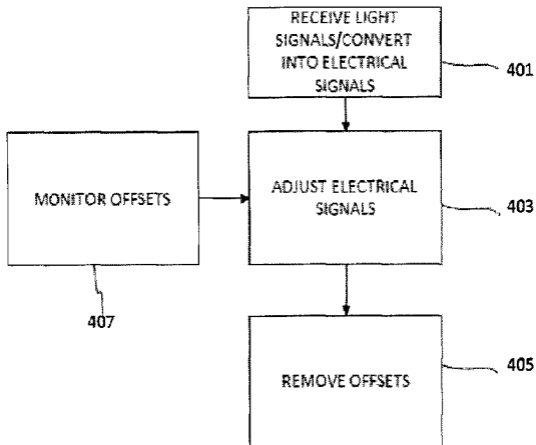 RECEIVE LIGHT
SIGNALS/CONVERT
INTO ELECTRICAL
SIGNALS
401
MONITOR OFFSETS
ADJUST ELECTRICAL
SIGNALS
403
407
REMOVE OFFSETS
405